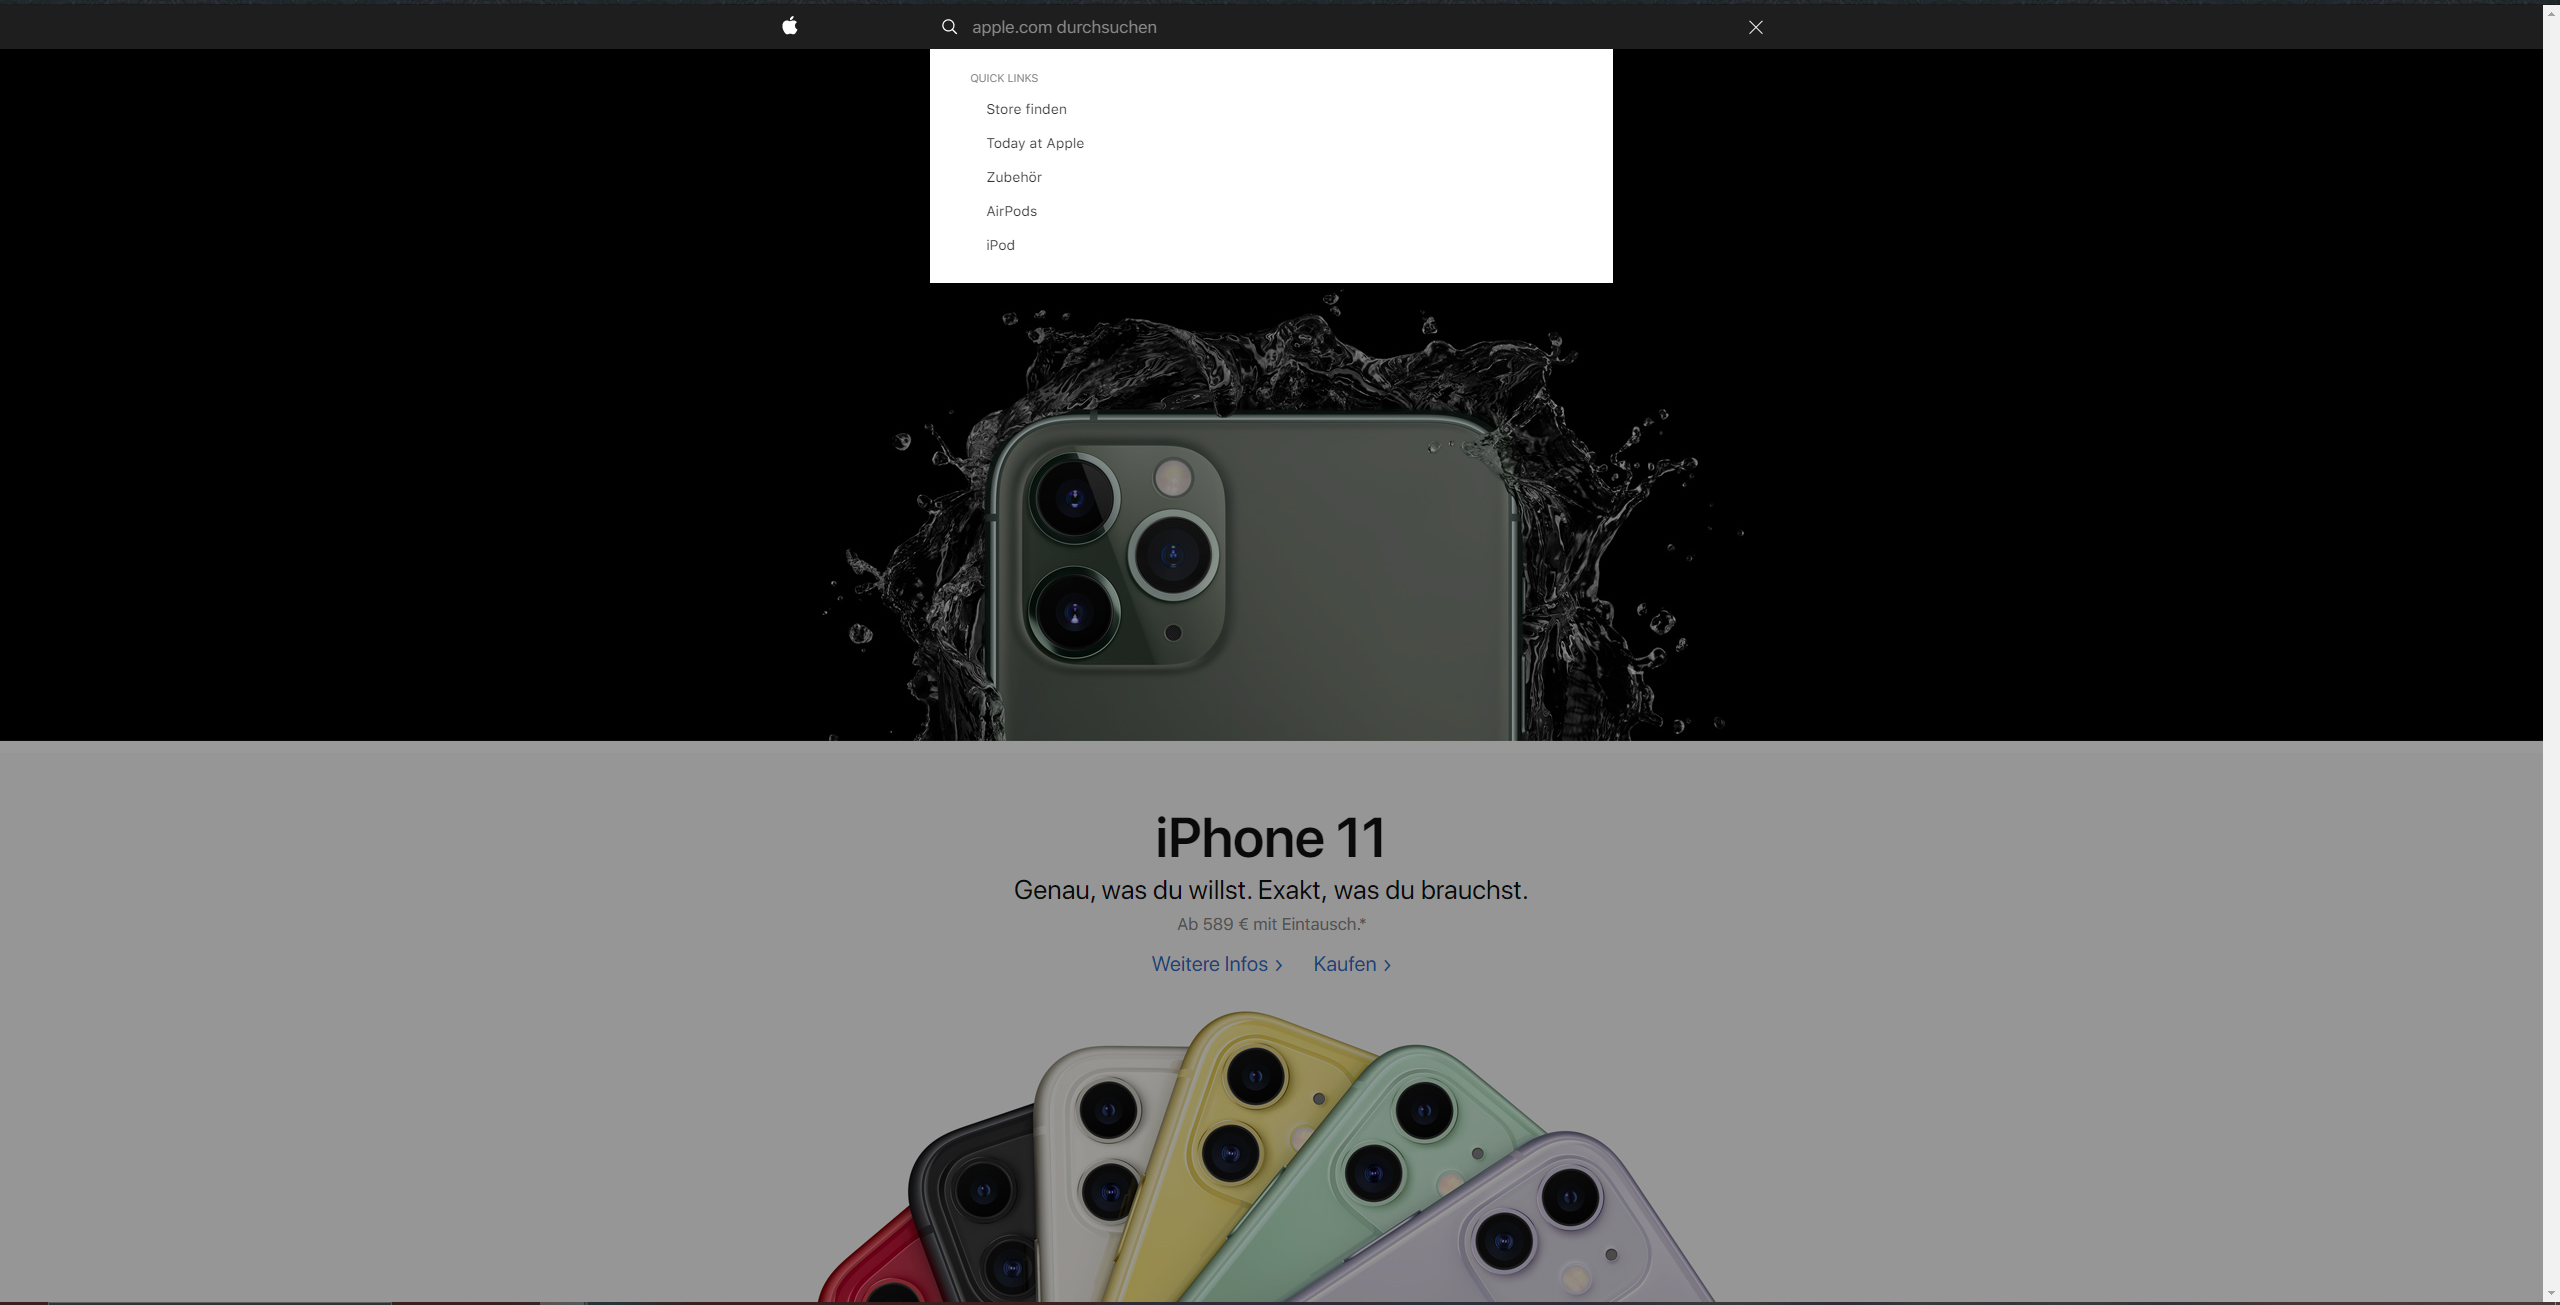 apple.com durchsuchen
QUICK LINKS
Store finden
Today at Apple
Zubehör
AirPods
iPod
iPhone 11
Genau, was du willst. Exakt, was du brauchst.
Ab 589 € mit Eintausch.*
Weitere Infos > Kaufen >